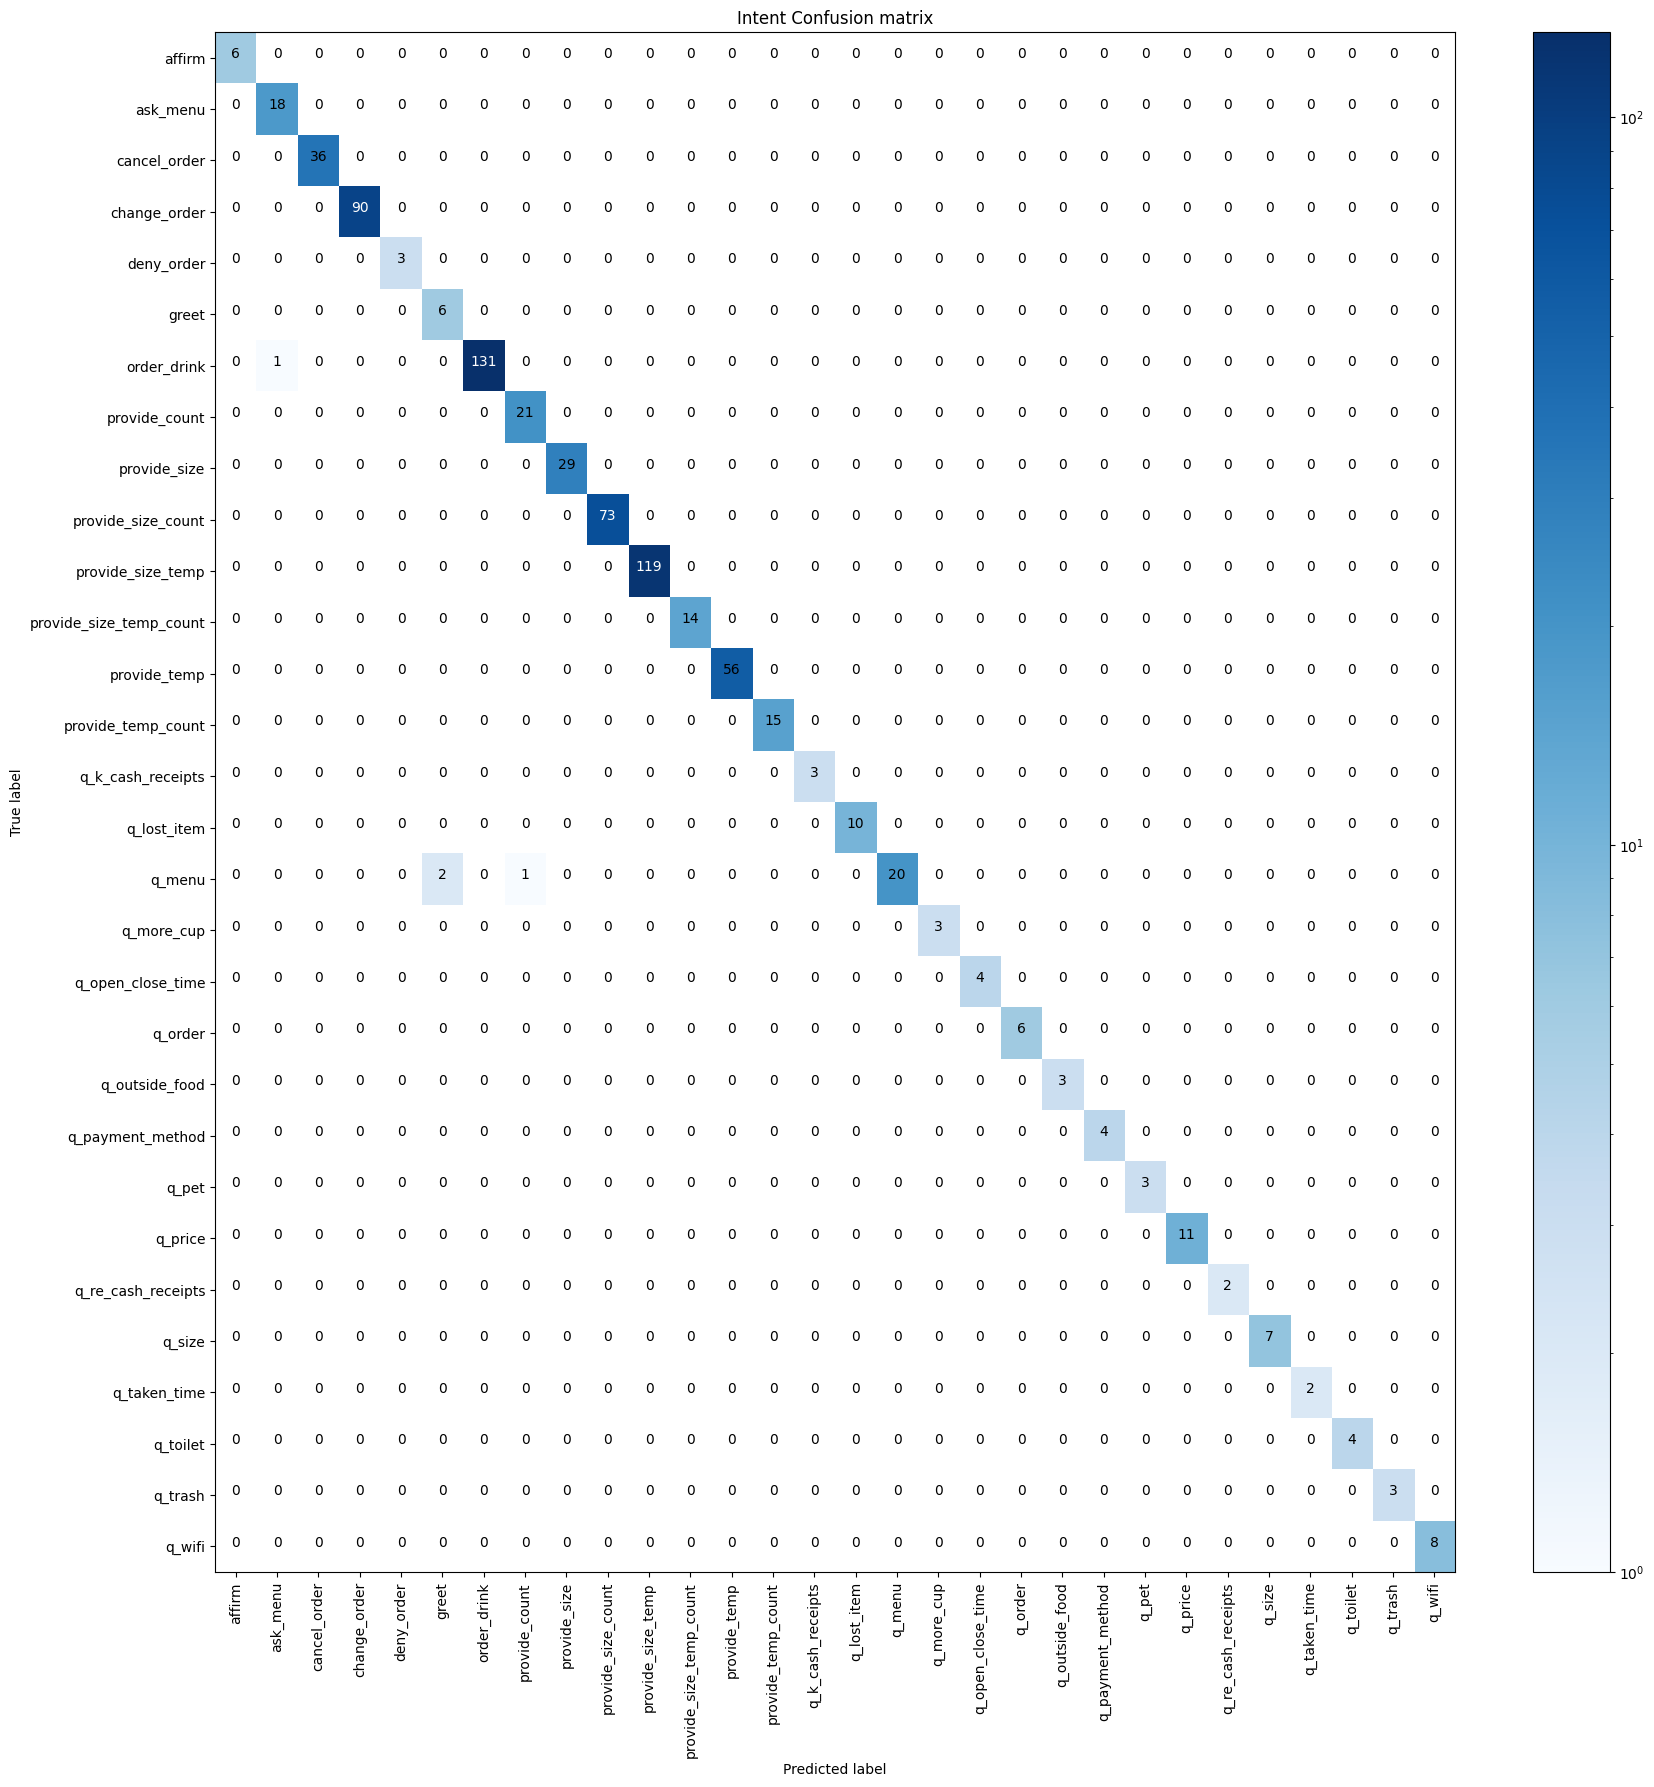 Intent Confusion matrix
affirm 6 0 0 0 0 0 0 0 0 0 0 0 0 0 0 0 0 0 0 0 0 0 0 0 0 0 0 0 0 0
ask_menu 0 18 0 0 0 0 0 0 0 0 0 0 0 0 0 0 0 0 0 0 0 0 0 0 0 0 0 0 0 0
cancel_order 0 0 36 0 0 0 0 0 0 0 0 0 0 0 0 0 0 0 0 0 0 0 0 0 0 0 0 0 0 0
change_order 0 0 0 90 0 0 0 0 0 0 0 0 0 0 0 0 0 0 0 0 0 0 0 0 0 0 0 0 0 0
deny_order 0 0 0 0 3 0 0 0 0 0 0 0 0 0 0 0 0 0 0 0 0 0 0 0 0 0 0 0 0 0
greet 0 0 0 0 0 6 0 0 0 0 0 0 0 0 0 0 0 0 0 0 0 0 0 0 0 0 0 0 0 0
order_drink 0 1 0 0 0 0 131 0 0 0 0 0 0 0 0 0 0 0 0 0 0 0 0 0 0 0 0 0 0 0
provide_count 0 0 0 0 0 0 0 21 0 0 0 0 0 0 0 0 0 0 0 0 0 0 0 0 0 0 0 0 0 0
provide_size 0 0 0 0 0 0 0 0 29 0 0 0 0 0 0 0 0 0 0 0 0 0 0 0 0 0 0 0 0 0
provide_size_count 0 0 0 0 0 0 0 0 0 73 0 0 0 0 0 0 0 0 0 0 0 0 0 0 0 0 0 0 0 0
provide_size_temp 0 0 0 0 0 0 0 0 0 0 119 0 0 0 0 0 0 0 0 0 0 0 0 0 0 0 0 0 0 0
provide_size_temp_count 0 0 0 0 0 0 0 0 0 0 0 14 0 0 0 0 0 0 0 0 0 0 0 0 0 0 0 0 0 0
provide_temp 0 0 0 0 0 0 0 0 0 0 0 0 56 0 0 0 0 0 0 0 0 0 0 0 0 0 0 0 0 0
provide_temp_count 0 0 0 0 0 0 0 0 0 0 0 0 0 15 0 0 0 0 0 0 0 0 0 0 0 0 0 0 0 0
q_k_cash_receipts 0 0 0 0 0 0 0 0 0 0 0 0 0 0 3 0 0 0 0 0 0 0 0 0 0 0 0 0 0 0
q_lost_item 0 0 0 0 0 0 0 0 0 0 0 0 0 0 0 10 0 0 0 0 0 0 0 0 0 0 0 0 0 0
q_menu 0 0 0 0 0 2 0 1 0 0 0 0 0 0 0 0 20 0 0 0 0 0 0 0 0 0 0 0 0 0
q_more_cup 0 0 0 0 0 0 0 0 0 0 0 0 0 0 0 0 0 3 0 0 0 0 0 0 0 0 0 0 0 0
q_open_close_time 0 0 0 0 0 0 0 0 0 0 0 0 0 0 0 0 0 0 4 0 0 0 0 0 0 0 0 0 0 0
q_order 0 0 0 0 0 0 0 0 0 0 0 0 0 0 0 0 0 0 0 6 0 0 0 0 0 0 0 0 0 0
q_outside_food 0 0 0 0 0 0 0 0 0 0 0 0 0 0 0 0 0 0 0 0 3 0 0 0 0 0 0 0 0 0
q_payment_method 0 0 0 0 0 0 0 0 0 0 0 0 0 0 0 0 0 0 0 0 0 4 0 0 0 0 0 0 0 0
q_pet 0 0 0 0 0 0 0 0 0 0 0 0 0 0 0 0 0 0 0 0 0 0 3 0 0 0 0 0 0 0
q_price 0 0 0 0 0 0 0 0 0 0 0 0 0 0 0 0 0 0 0 0 0 0 0 11 0 0 0 0 0 0
q_re_cash_receipts 0 0 0 0 0 0 0 0 0 0 0 0 0 0 0 0 0 0 0 0 0 0 0 0 2 0 0 0 0 0
q_size 0 0 0 0 0 0 0 0 0 0 0 0 0 0 0 0 0 0 0 0 0 0 0 0 0 7 0 0 0 0
q_taken_time 0 0 0 0 0 0 0 0 0 0 0 0 0 0 0 0 0 0 0 0 0 0 0 0 0 0 2 0 0 0
q_toilet 0 0 0 0 0 0 0 0 0 0 0 0 0 0 0 0 0 0 0 0 0 0 0 0 0 0 0 4 0 0
q_trash 0 0 0 0 0 0 0 0 0 0 0 0 0 0 0 0 0 0 0 0 0 0 0 0 0 0 0 0 3 0
q_wifi 0 0 0 0 0 0 0 0 0 0 0 0 0 0 0 0 0 0 0 0 0 0 0 0 0 0 0 0 0 8
True label
affirm
ask_menu
cancel_order
change_order
deny_order
greet
order_drink
provide_count
provide_size
provide_size_count
provide_size_temp
provide_size_temp_count
provide_temp
provide_temp_count
q_k_cash_receipts
q_lost_item
q_menu
q_more_cup
q_open_close_time
q_order
q_outside_food
q_payment_method
q_pet
q_price
q_re_cash_receipts
q_size
q_taken_time
q_toilet
q_trash
q_wifi
Predicted label
10²
10¹
10⁰